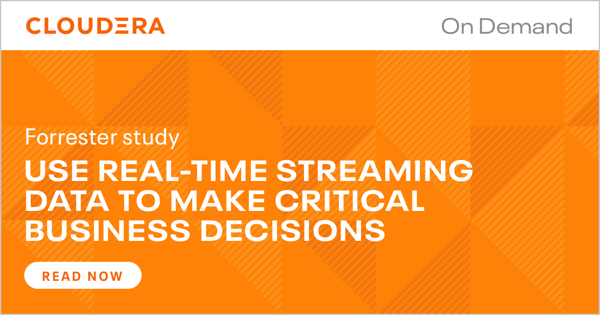 CLOUDERA
On Demand
Forrester study
USE REAL-TIME STREAMING
DATA TO MAKE CRITICAL
BUSINESS DECISIONS
READ NOW